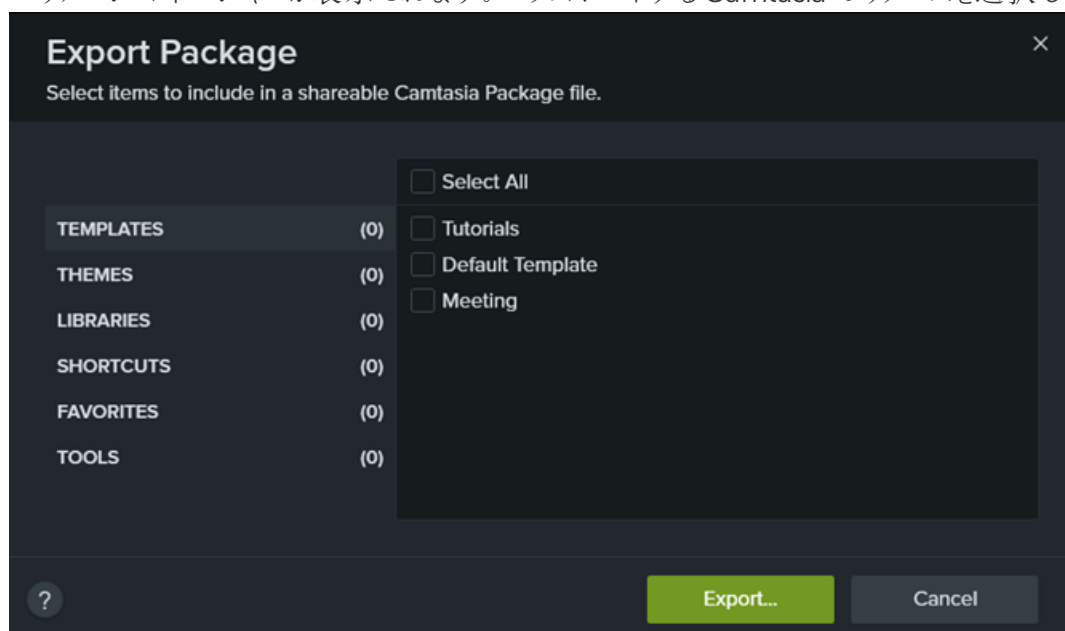 Camtasia
Export Package
×
Select items to include in a shareable Camtasia Package file.
Select All
TEMPLATES (0)
Tutorials
Default Template
THEMES (0)
Meeting
LIBRARIES (0)
SHORTCUTS (0)
FAVORITES (0)
TOOLS (0)
?
Export...
Cancel